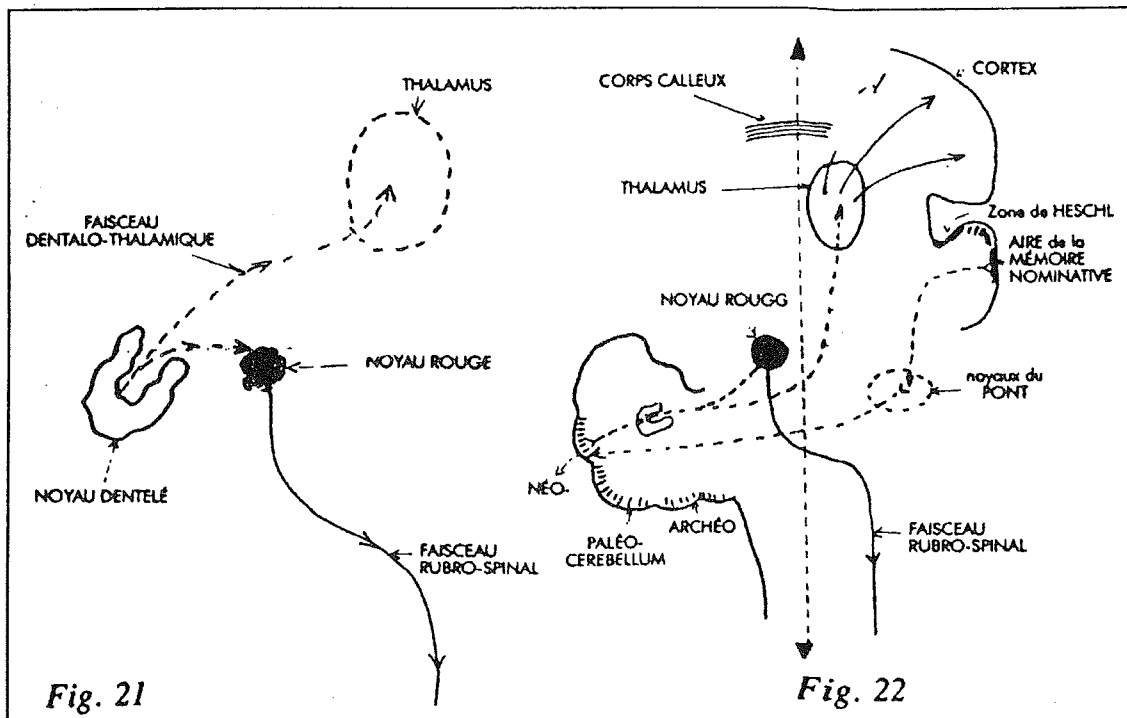 THALAMUS
FAISCEAU
DENTALO-THALAMIQUE
NOYAU ROUGE
NOYAU DENTELÉ
FAISCEAU
RUBRO-SPINAL
Fig. 21
CORPS CALLEUX
CORTEX
THALAMUS
Zone de HESCHL
AIRE de la
MÉMOIRE
NOMINATIVE
NOYAU ROUGG
noyaux du
PONT
NÉO-
ARCHÉO
PALÉO-
CEREBELLUM
FAISCEAU
RUBRO-SPINAL
Fig. 22